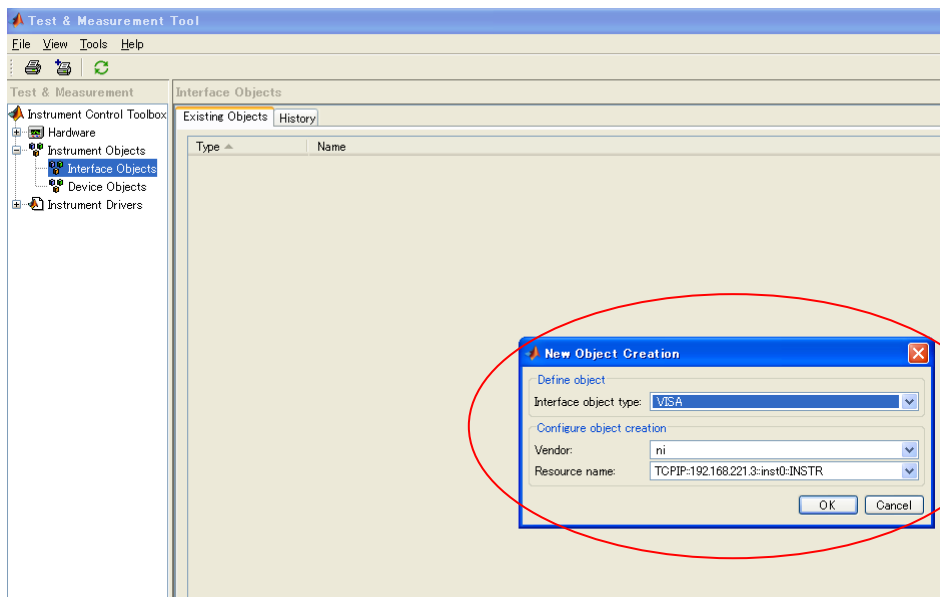 Test & Measurement Tool
File View Tools Help
Test & Measurement
Interface Objects
Instrument Control Toolbox
Hardware
Instrument Objects
Interface Objects
Device Objects
Instrument Drivers
Existing Objects History
Type Name
New Object Creation
Define object
Interface object type: VISA
Configure object creation
Vendor: ni
Resource name: TCPIP::192.168.221.3::inst0::INSTR
OK Cancel